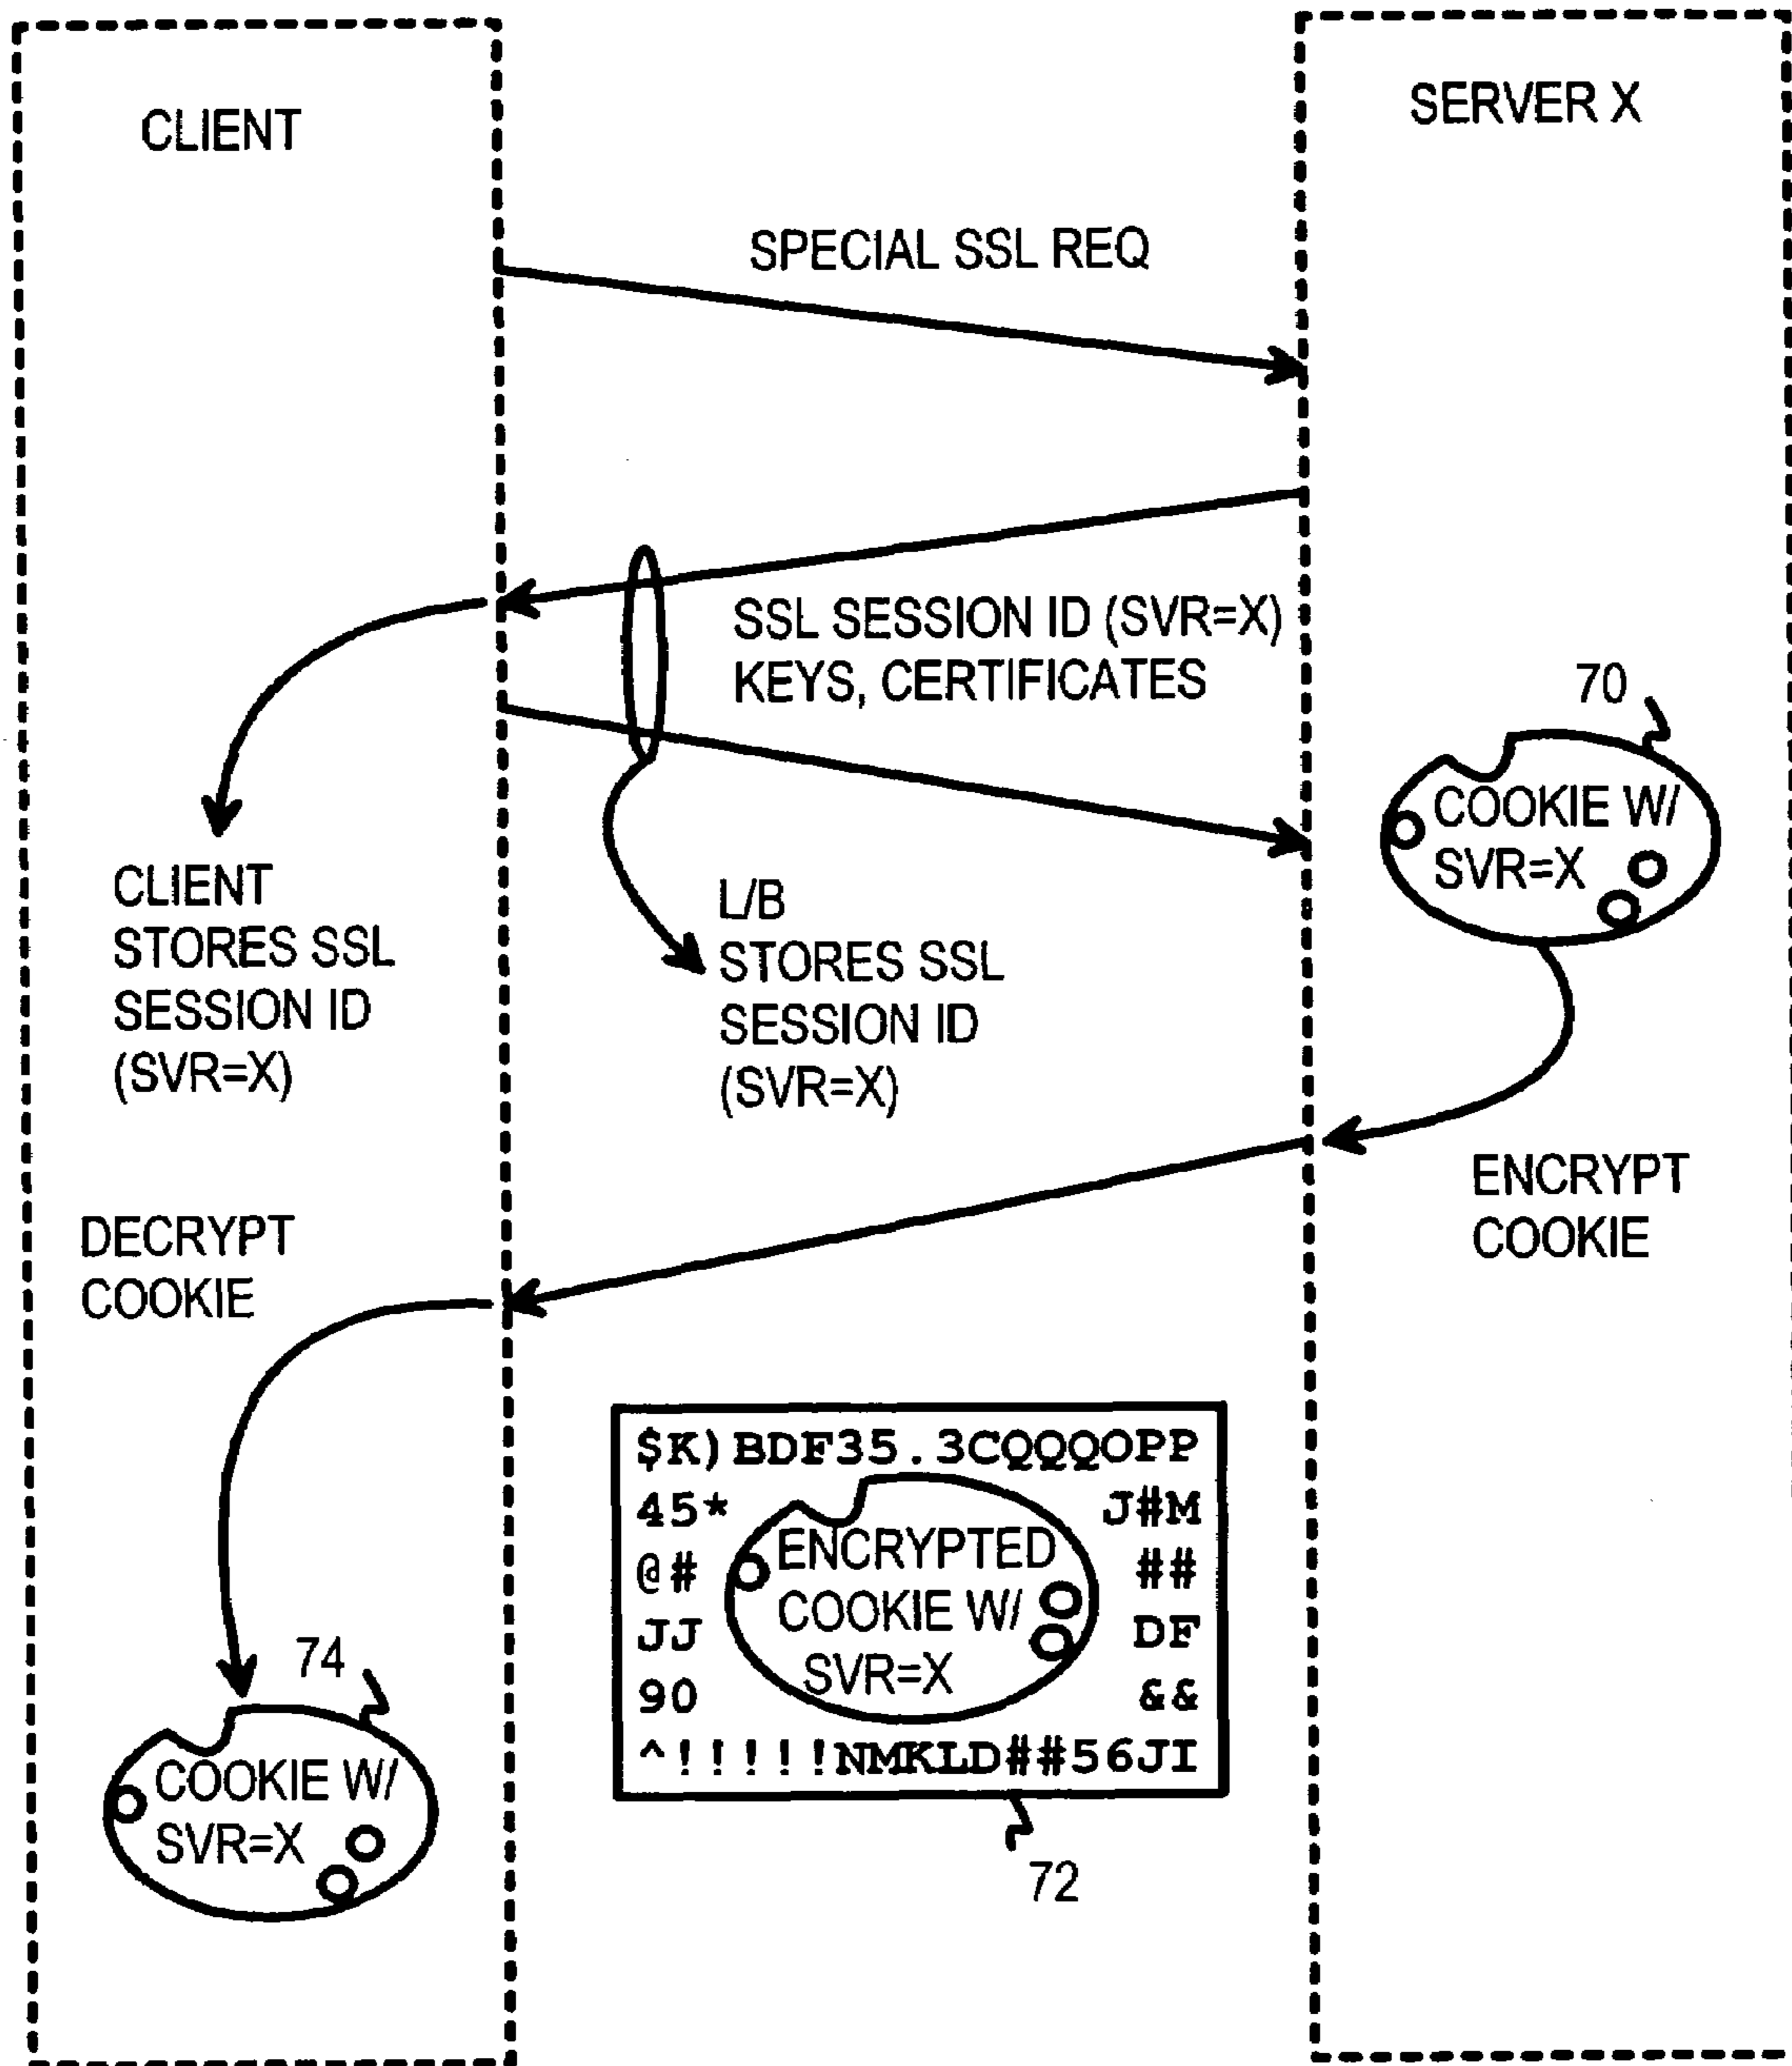 CLIENT
SERVER X
SPECIAL SSL REQ
SSL SESSION ID (SVR=X)
KEYS, CERTIFICATES
70
COOKIE W/
SVR=X
CLIENT
STORES SSL
SESSION ID
(SVR=X)
L/B
STORES SSL
SESSION ID
(SVR=X)
ENCRYPT
COOKIE
DECRYPT
COOKIE
$K)BDF35.3CQQQOPP
45* J#M
@# ##
JJ DF
90 &&
^!!!!!NMKLD##56JI
ENCRYPTED
COOKIE W/
SVR=X
72
74
COOKIE W/
SVR=X